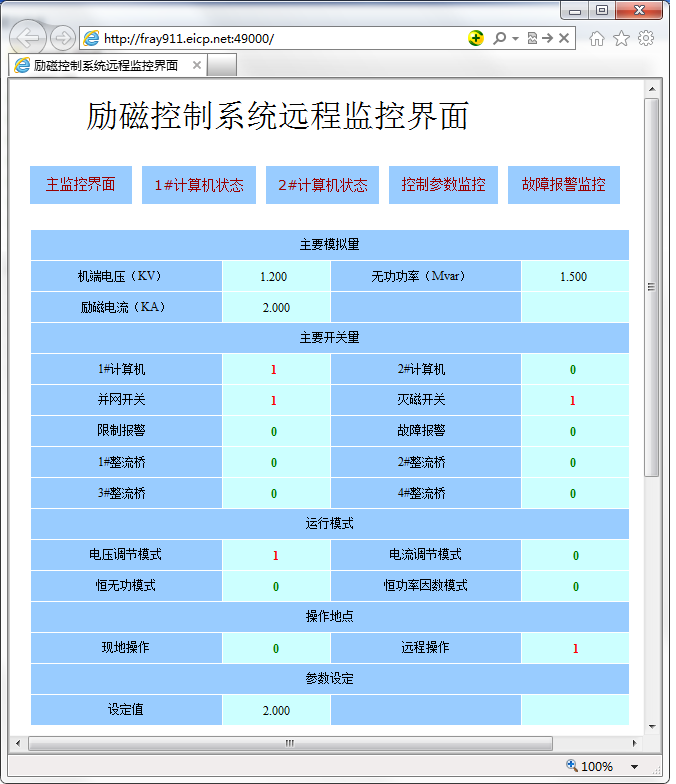 http://fray911.eicp.net:49000/
励磁控制系统远程监控界面
励磁控制系统远程监控界面
主监控界面 1#计算机状态 2#计算机状态 控制参数监控 故障报警监控
主要模拟量
机端电压（KV） 1.200 无功功率（Mvar） 1.500
励磁电流（KA） 2.000
主要开关量
1#计算机 1 2#计算机 0
并网开关 1 灭磁开关 1
限制报警 0 故障报警 0
1#整流桥 0 2#整流桥 0
3#整流桥 0 4#整流桥 0
运行模式
电压调节模式 1 电流调节模式 0
恒无功模式 0 恒功率因数模式 0
操作地点
现地操作 0 远程操作 1
参数设定
设定值 2.000
100%